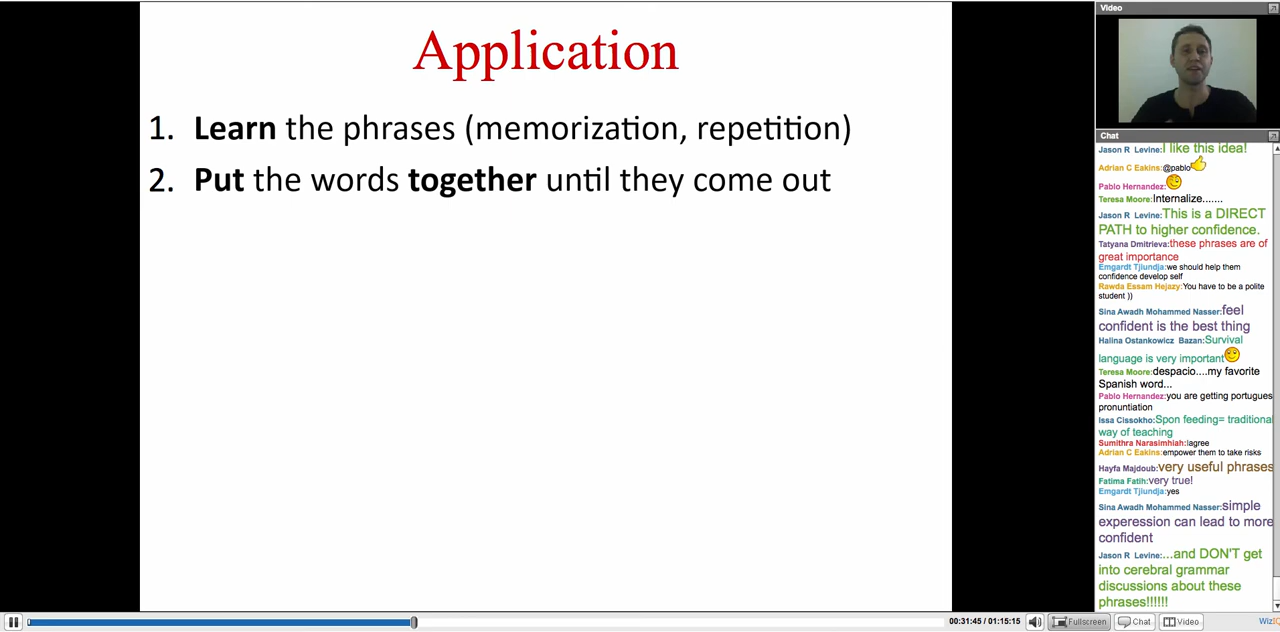 Application
1. Learn the phrases (memorization, repetition)
2. Put the words together until they come out
Video
Chat
Jason R Levine:I like this idea!
Adrian C Eakins:@pablo
Pablo Hernandez:
Teresa Moore:Internalize.......
Jason R Levine:This is a DIRECT
PATH to higher confidence.
Tatyana Dmitrieva:these phrases are of
great importance
Emgardt Tjiundja:we should help them
confidence develop self
Rawda Essam Hejazy:You have to be a polite
student ))
Sina Awadh Mohammed Nasser:feel
confident is the best thing
Halina Ostankowicz Bazan:Survival
language is very important
Teresa Moore:despacio....my favorite
Spanish word...
Pablo Hernandez:you are getting portugues
pronuntiation
Issa Cissokho:Spon feeding= traditional
way of teaching
Sumithra Narasimhiah:Iagree
Adrian C Eakins:empower them to take risks
Hayfa Majdoub:very useful phrases
Fatima Fatih:very true!
Emgardt Tjiundja:yes
Sina Awadh Mohammed Nasser:simple
experession can lead to more
confident
Jason R Levine:...and DON'T get
into cerebral grammar
discussions about these
phrases!!!!!!
00:31:45 / 01:15:15
Fullscreen
Chat
Video